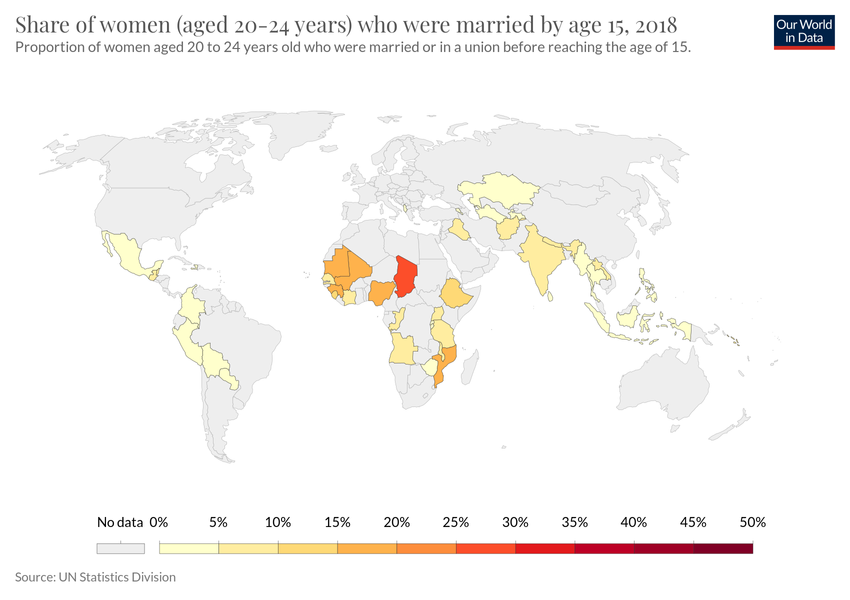 Share of women (aged 20-24 years) who were married by age 15, 2018
Proportion of women aged 20 to 24 years old who were married or in a union before reaching the age of 15.
Our World
in Data
No data 0% 5% 10% 15% 20% 25% 30% 35% 40% 45% 50%
Source: UN Statistics Division